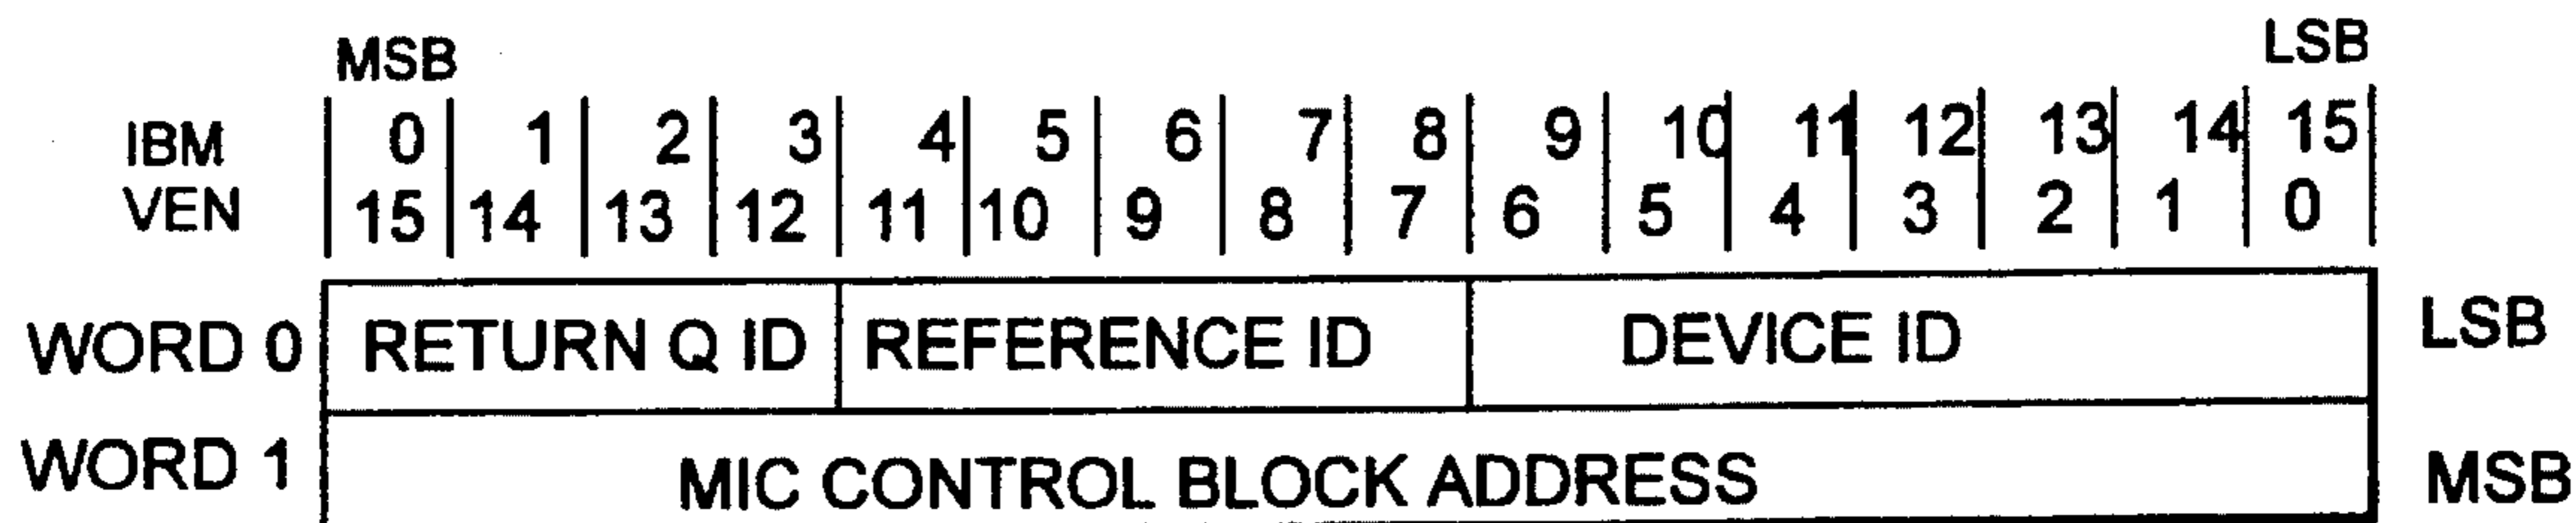 MSB LSB
IBM 0 1 2 3 4 5 6 7 8 9 10 11 12 13 14 15
VEN 15 14 13 12 11 10 9 8 7 6 5 4 3 2 1 0
WORD 0 RETURN Q ID REFERENCE ID DEVICE ID LSB
WORD 1 MIC CONTROL BLOCK ADDRESS MSB